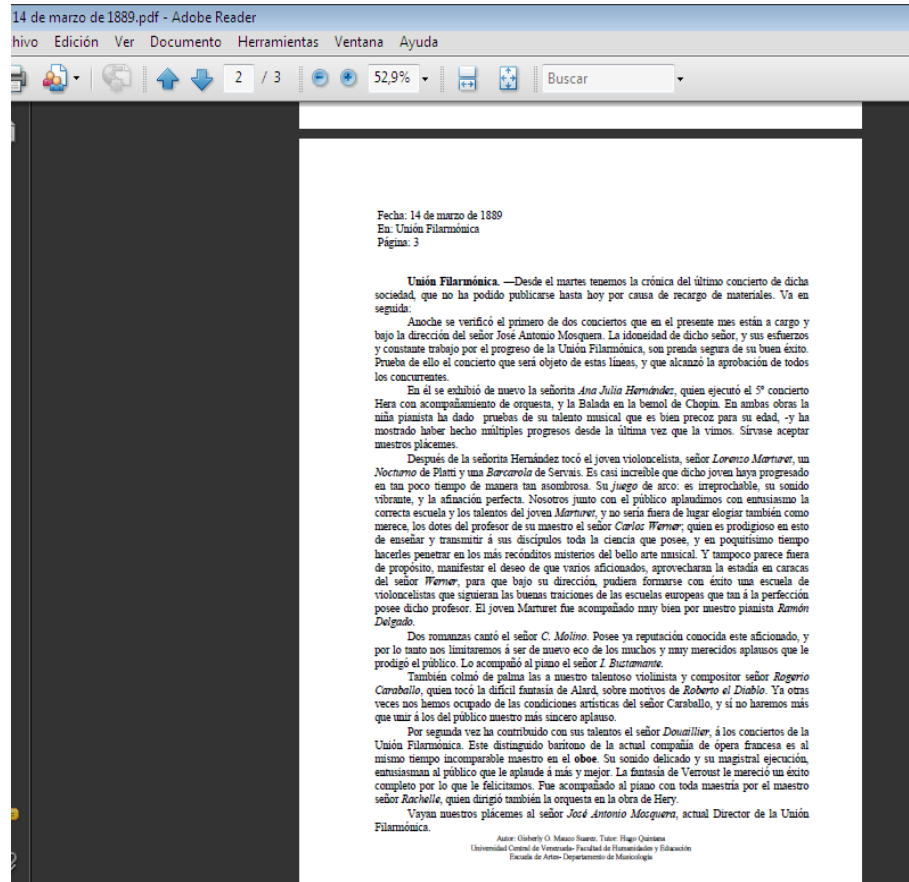 14 de marzo de 1889.pdf - Adobe Reader
hivo Edición Ver Documento Herramientas Ventana Ayuda
2 / 3 52,9% Buscar
Fecha: 14 de marzo de 1889
En: Unión Filarmónica
Página: 3
Unión Filarmónica. —Desde el martes tenemos la crónica del último concierto de dicha
sociedad, que no ha podido publicarse hasta hoy por causa de recargo de materiales. Va en
seguida:
Anoche se verificó el primero de dos conciertos que en el presente mes están a cargo y
bajo la dirección del señor José Antonio Mosquera. La idoneidad de dicho señor, y sus esfuerzos
y constante trabajo por el progreso de la Unión Filarmónica, son prenda segura de su buen éxito.
Prueba de ello el concierto que será objeto de estas líneas, y que alcanzó la aprobación de todos
los concurrentes.
En él se exhibió de nuevo la señorita Ana Julia Hernández, quien ejecutó el 5º concierto
Hera con acompañamiento de orquesta, y la Balada en la bemol de Chopin. En ambas obras la
niña pianista ha dado pruebas de su talento musical que es bien precoz para su edad, -y ha
mostrado haber hecho múltiples progresos desde la última vez que la vimos. Sírvase aceptar
nuestros plácemes.
Después de la señorita Hernández tocó el joven violoncelista, señor Lorenzo Marturet, un
Nocturno de Platti y una Barcarola de Servais. Es casi increíble que dicho joven haya progresado
en tan poco tiempo de manera tan asombrosa. Su juego de arco: es irreprochable, su sonido
vibrante, y la afinación perfecta. Nosotros junto con el público aplaudimos con entusiasmo la
correcta escuela y los talentos del joven Marturet, y no sería fuera de lugar elogiar también como
merece, los dotes del profesor de su maestro el señor Carlos Werner; quien es prodigioso en esto
de enseñar y transmitir á sus discípulos toda la ciencia que posee, y en poquitísimo tiempo
hacerles penetrar en los más recónditos misterios del bello arte musical. Y tampoco parece fuera
de propósito, manifestar el deseo de que varios aficionados, aprovecharan la estadía en caracas
del señor Werner, para que bajo su dirección, pudiera formarse con éxito una escuela de
violoncelistas que siguieran las buenas traiciones de las escuelas europeas que tan á la perfección
posee dicho profesor. El joven Marturet fue acompañado muy bien por nuestro pianista Ramón
Delgado.
Dos romanzas cantó el señor C. Molino. Posee ya reputación conocida este aficionado, y
por lo tanto nos limitaremos á ser de nuevo eco de los muchos y muy merecidos aplausos que le
prodigó el público. Lo acompañó al piano el señor I. Bustamante.
También colmó de palma las a nuestro talentoso violinista y compositor señor Rogerio
Caraballo, quien tocó la difícil fantasía de Alard, sobre motivos de Roberto el Diablo. Ya otras
veces nos hemos ocupado de las condiciones artísticas del señor Caraballo, y sí no haremos más
que unir á los del público nuestro más sincero aplauso.
Por segunda vez ha contribuido con sus talentos el señor Douaillier, á los conciertos de la
Unión Filarmónica. Este distinguido barítono de la actual compañía de ópera francesa es al
mismo tiempo incomparable maestro en el oboe. Su sonido delicado y su magistral ejecución,
entusiasman al público que le aplaude á más y mejor. La fantasía de Verroust le mereció un éxito
completo por lo que le felicitamos. Fue acompañado al piano con toda maestría por el maestro
señor Rachelle, quien dirigió también la orquesta en la obra de Hery.
Vayan nuestros plácemes al señor José Antonio Mosquera, actual Director de la Unión
Filarmónica.
Autor: Gisberly O. Mauco Suarez. Tutor: Hugo Quintana
Universidad Central de Venezuela- Facultad de Humanidades y Educación
Escuela de Artes- Departamento de Musicología